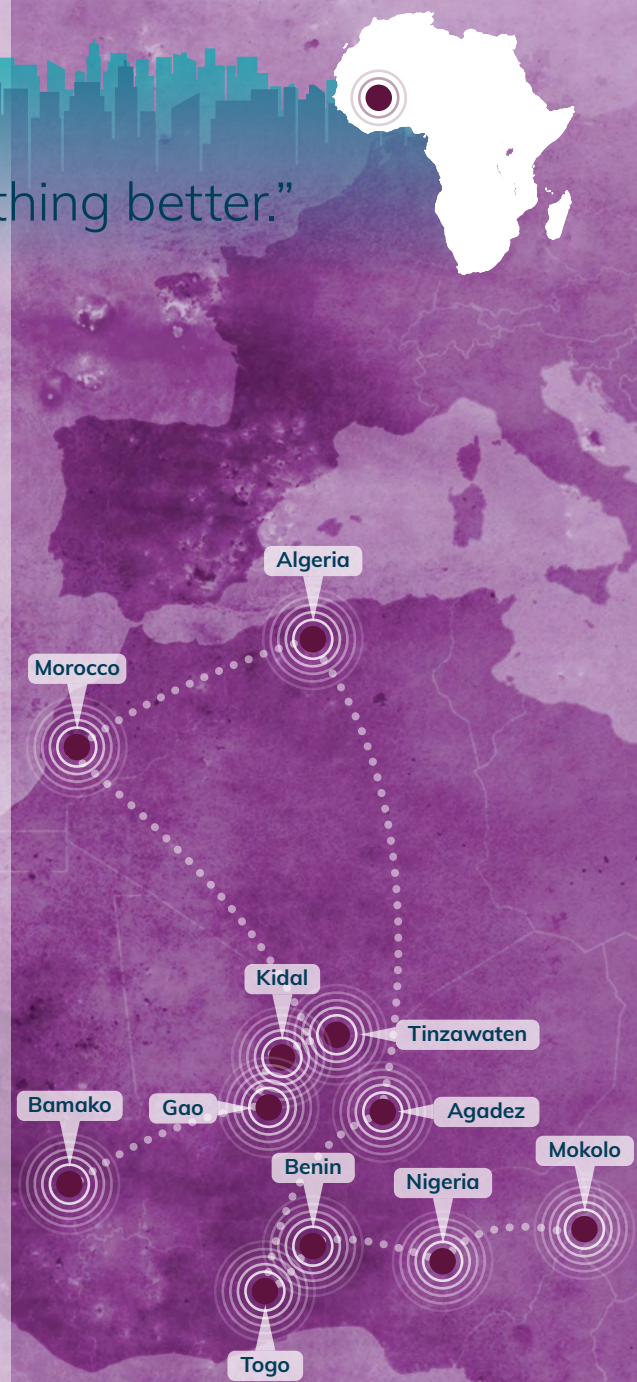 thing better.”
Algeria
Morocco
Kidal
Tinzawaten
Bamako
Gao
Agadez
Mokolo
Benin
Nigeria
Togo